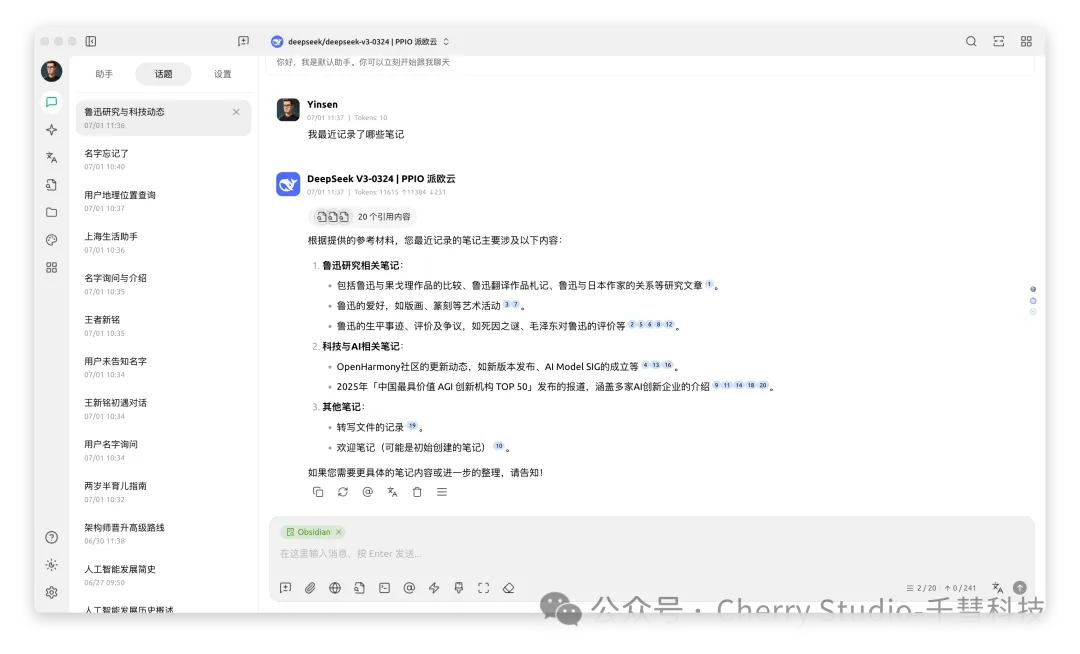 deepseek/deepseek-v3-0324 | PPIO 派欧云
助手
话题
设置
鲁迅研究与科技动态
07/01 11:36
名字忘记了
07/01 10:40
用户地理位置查询
07/01 10:37
上海生活助手
07/01 10:36
名字询问与介绍
07/01 10:35
王者新铭
07/01 10:35
用户未告知名字
07/01 10:34
王新铭初遇对话
07/01 10:34
用户名字询问
07/01 10:34
两岁半育儿指南
07/01 10:32
架构师晋升高级路线
06/30 11:38
人工智能发展简史
06/27 09:50
人工智能发展历史概述
你好，我是默认助手。你可以立刻开始跟我聊天
Yinsen
07/01 11:37 | Tokens: 10
我最近记录了哪些笔记
DeepSeek V3-0324 | PPIO 派欧云
07/01 11:37 | Tokens: 11615 ↑11384 ↓231
20 个引用内容
根据提供的参考材料，您最近记录的笔记主要涉及以下内容：
1. 鲁迅研究相关笔记：
• 包括鲁迅与果戈理作品的比较、鲁迅翻译作品札记、鲁迅与日本作家的关系等研究文章 1 。
• 鲁迅的爱好，如版画、篆刻等艺术活动 3 7 。
• 鲁迅的生平事迹、评价及争议，如死因之谜、毛泽东对鲁迅的评价等 2 5 6 8 12 。
2. 科技与AI相关笔记：
• OpenHarmony社区的更新动态，如新版本发布、AI Model SIG的成立等 4 13 16 。
• 2025年「中国最具价值 AGI 创新机构 TOP 50」发布的报道，涵盖多家AI创新企业的介绍 9 11 14 18 20 。
3. 其他笔记：
• 转写文件的记录 19 。
• 欢迎笔记（可能是初始创建的笔记） 10 。
如果您需要更具体的笔记内容或进一步的整理，请告知！
Obsidian ×
在这里输入消息，按 Enter 发送...
2 / 20 ↑ 0 / 241
公众号 · Cherry Studio-千彗科技